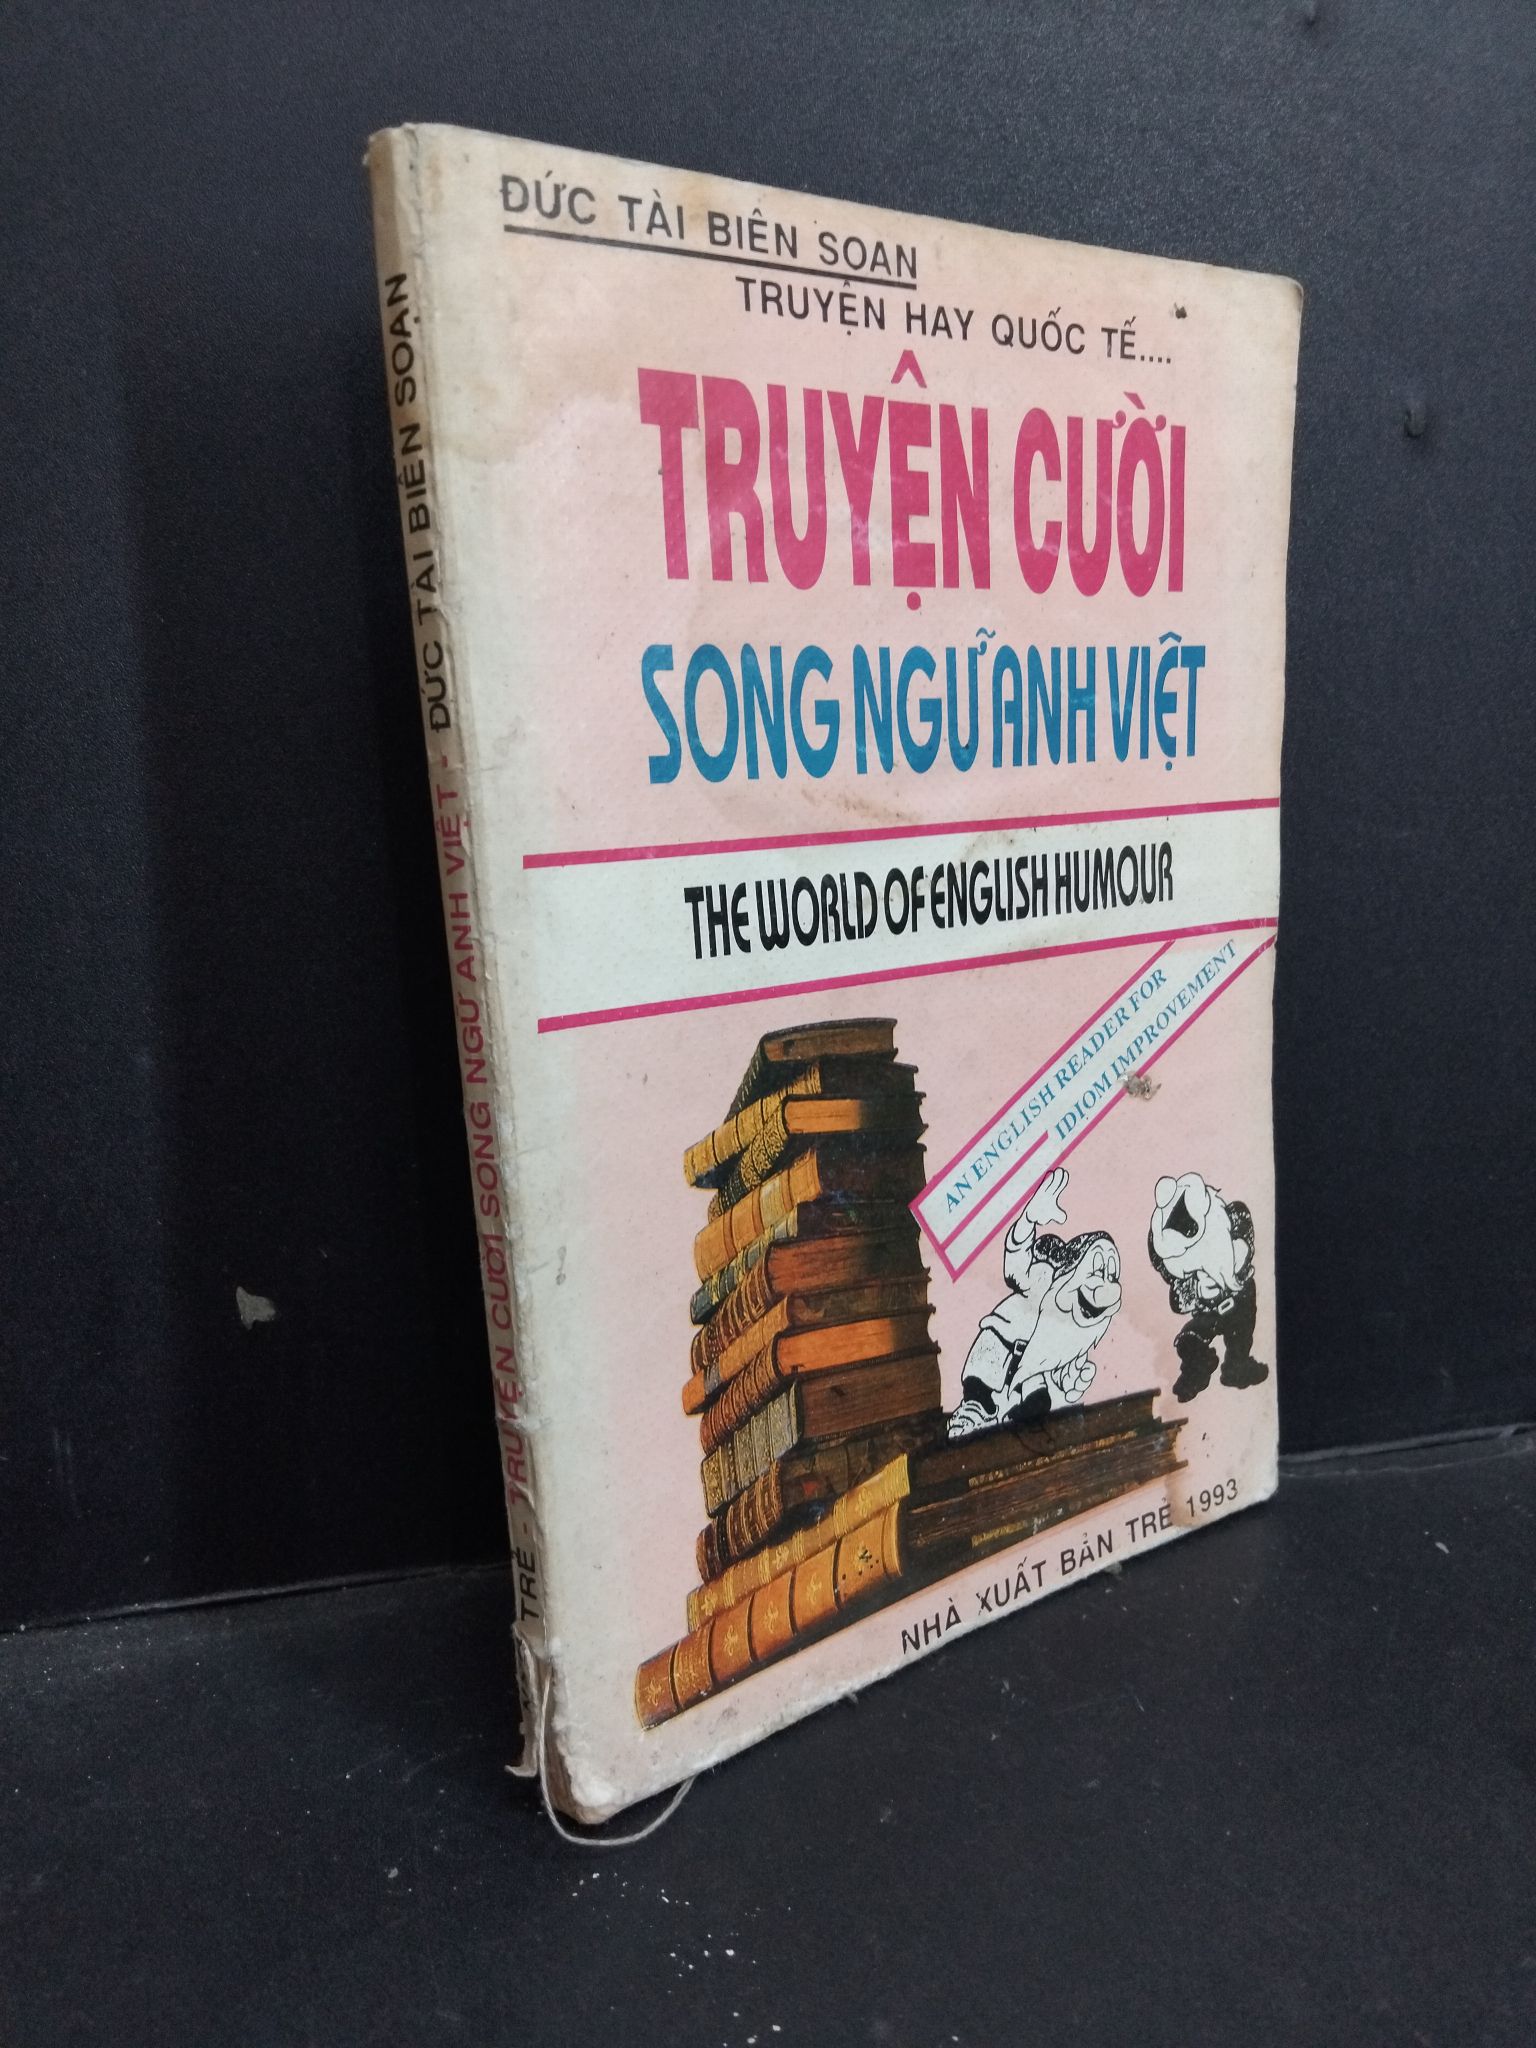 ĐỨC TÀI BIÊN SOẠN
TRUYỆN HAY QUỐC TẾ....
TRUYỆN CƯỜI
SONG NGỮ ANH VIỆT
THE WORLD OF ENGLISH HUMOUR
AN ENGLISH READER FOR
IDIOM IMPROVEMENT
NHÀ XUẤT BẢN TRẺ 1993
TRẺ - TRUYỆN CƯỜI SONG NGỮ ANH VIỆT - ĐỨC TÀI BIÊN SOẠN